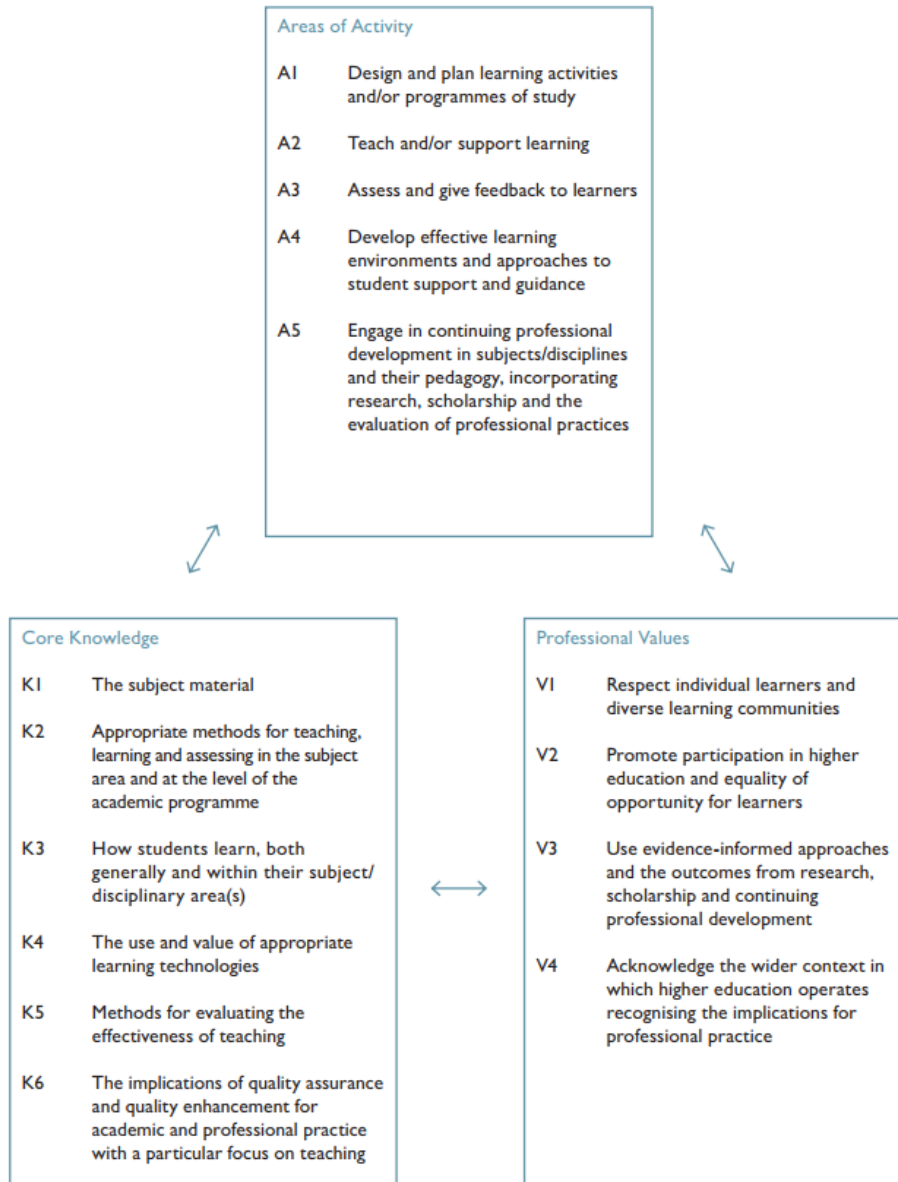 Areas of Activity
A1 Design and plan learning activities
and/or programmes of study
A2 Teach and/or support learning
A3 Assess and give feedback to learners
A4 Develop effective learning
environments and approaches to
student support and guidance
A5 Engage in continuing professional
development in subjects/disciplines
and their pedagogy, incorporating
research, scholarship and the
evaluation of professional practices
Core Knowledge
K1 The subject material
K2 Appropriate methods for teaching,
learning and assessing in the subject
area and at the level of the
academic programme
K3 How students learn, both
generally and within their subject/
disciplinary area(s)
K4 The use and value of appropriate
learning technologies
K5 Methods for evaluating the
effectiveness of teaching
K6 The implications of quality assurance
and quality enhancement for
academic and professional practice
with a particular focus on teaching
Professional Values
V1 Respect individual learners and
diverse learning communities
V2 Promote participation in higher
education and equality of
opportunity for learners
V3 Use evidence-informed approaches
and the outcomes from research,
scholarship and continuing
professional development
V4 Acknowledge the wider context in
which higher education operates
recognising the implications for
professional practice